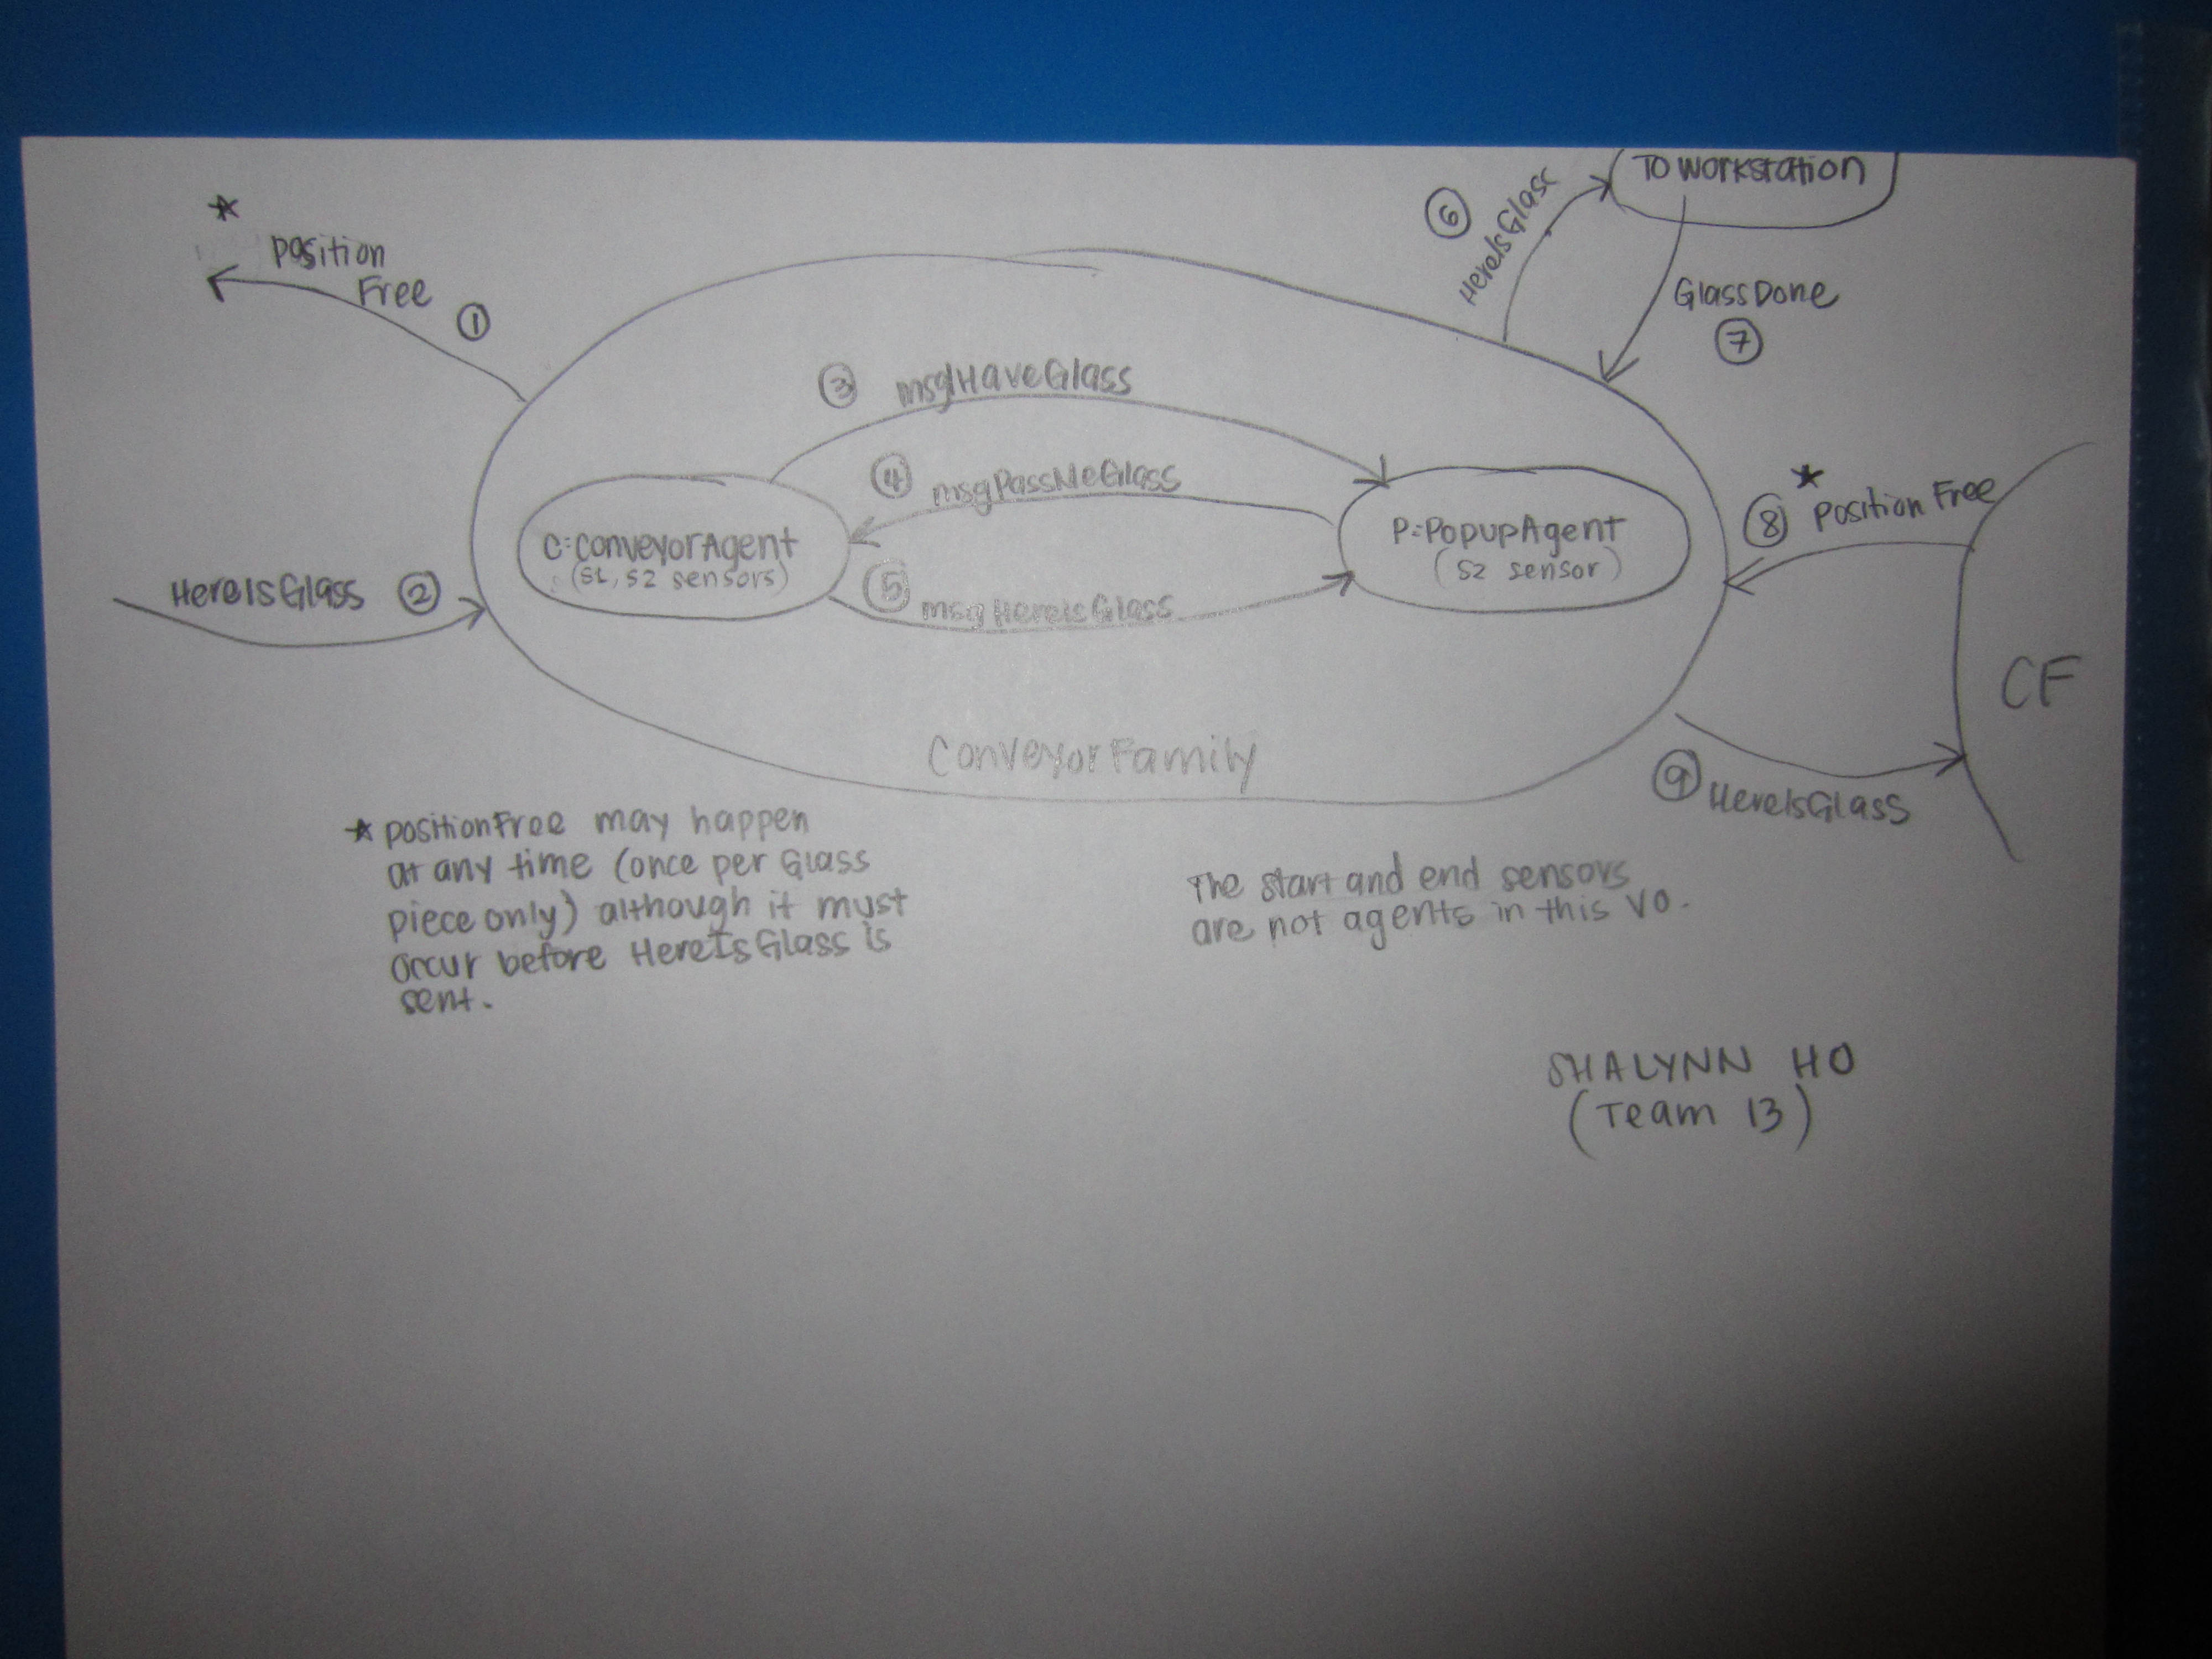 To workstation
⑥ HereIsGlass
GlassDone
⑦
★
position
Free ①
③ msgIHaveGlass
④ msgPassMeGlass
★
⑧ Position Free
C:ConveyorAgent
(S1, S2 sensors)
P:PopupAgent
(S2 sensor)
HereIsGlass ②
⑤ msgHereIsGlass
CF
ConveyorFamily
⑨ HereIsGlass
★ positionFree may happen
at any time (once per Glass
piece only) although it must
occur before HereIsGlass is
sent.
The start and end sensors
are not agents in this V0.
SHALYNN HO
(Team 13)